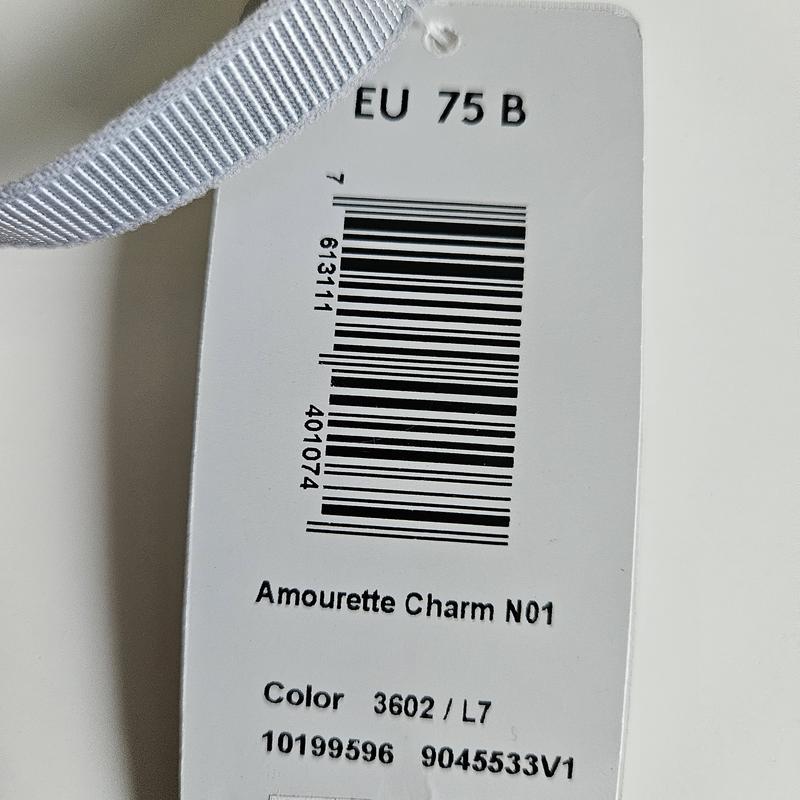 EU 75 B
7 613111 401074
Amourette Charm N01
Color 3602 / L7
10199596 9045533V1